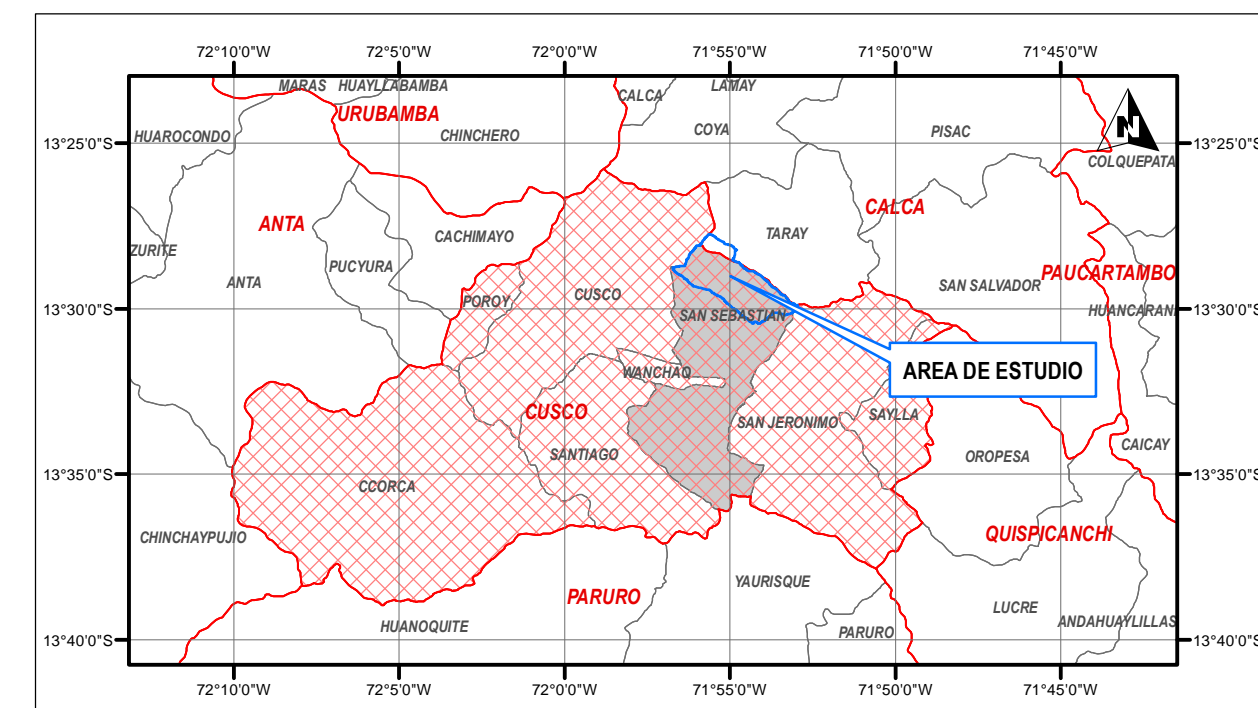 72°10'0"W 72°5'0"W 72°0'0"W 71°55'0"W 71°50'0"W 71°45'0"W
MARAS HUAYLLABAMBA LAMAY
CALCA
URUBAMBA
HUAROCONDO CHINCHERO COYA PISAC N
13°25'0"S 13°25'0"S
COLQUEPATA
ANTA CALCA
ZURITE CACHIMAYO TARAY
PUCYURA
ANTA POROY CUSCO SAN SALVADOR PAUCARTAMBO
13°30'0"S SAN SEBASTIAN HUANCARANI 13°30'0"S
WANCHAQ AREA DE ESTUDIO
CUSCO SAN JERONIMO SAYLLA
CAICAY
SANTIAGO OROPESA
13°35'0"S 13°35'0"S
CCORCA
CHINCHAYPUJIO QUISPICANCHI
PARURO YAURISQUE
LUCRE
HUANOQUITE PARURO ANDAHUAYLILLAS
13°40'0"S 13°40'0"S
72°10'0"W 72°5'0"W 72°0'0"W 71°55'0"W 71°50'0"W 71°45'0"W